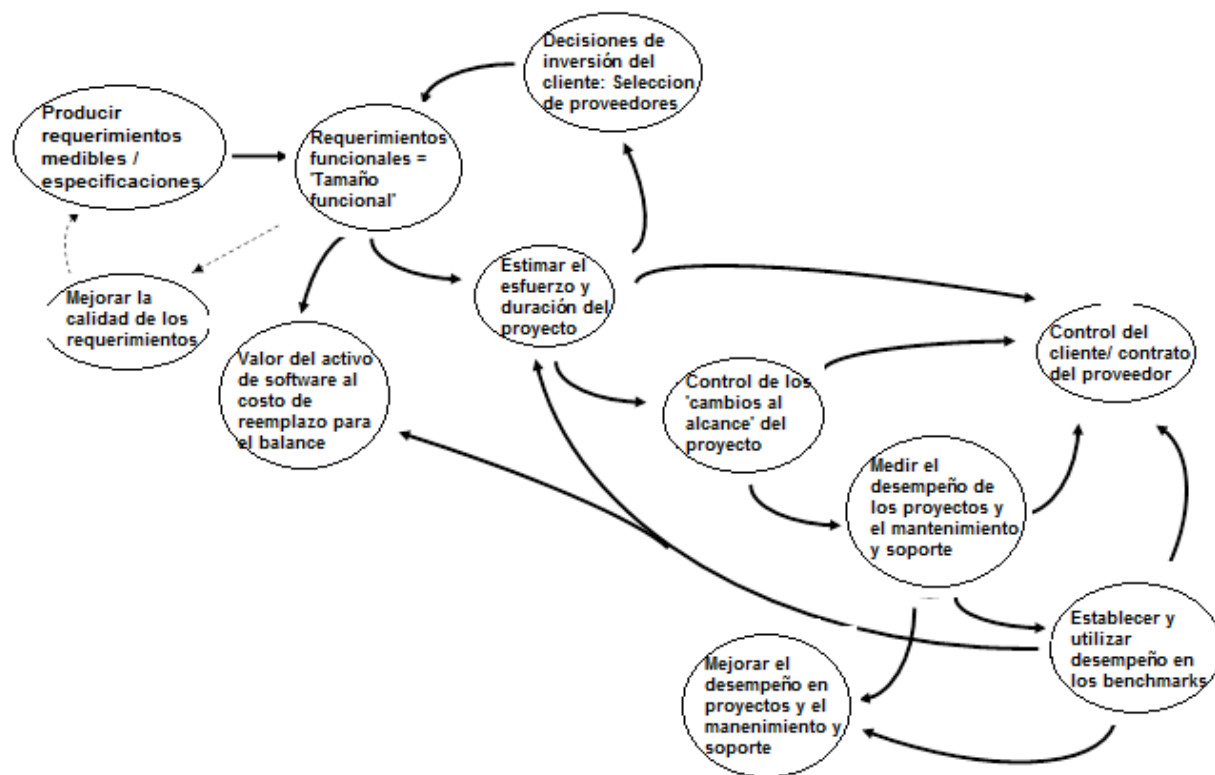 Decisiones de
inversión del
cliente: Seleccion
de proveedores
Producir
requerimientos
medibles /
especificaciones
Requerimientos
funcionales =
'Tamaño
funcional'
Mejorar la
calidad de los
requerimientos
Estimar el
esfuerzo y
duración del
proyecto
Valor del activo
de software al
costo de
reemplazo para
el balance
Control de los
'cambios al
alcance' del
proyecto
Control del
cliente/ contrato
del proveedor
Medir el
desempeño de
los proyectos y
el mantenimiento
y soporte
Establecer y
utilizar
desempeño en
los benchmarks
Mejorar el
desempeño en
proyectos y el
manenimiento y
soporte